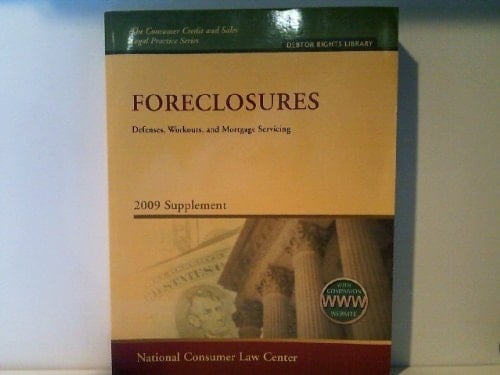 The Consumer Credit and Sales
Legal Practice Series
DEBTOR RIGHTS LIBRARY
FORECLOSURES
Defenses, Workouts, and Mortgage Servicing
2009 Supplement
WITH
COMPANION
WWW
WEBSITE
National Consumer Law Center